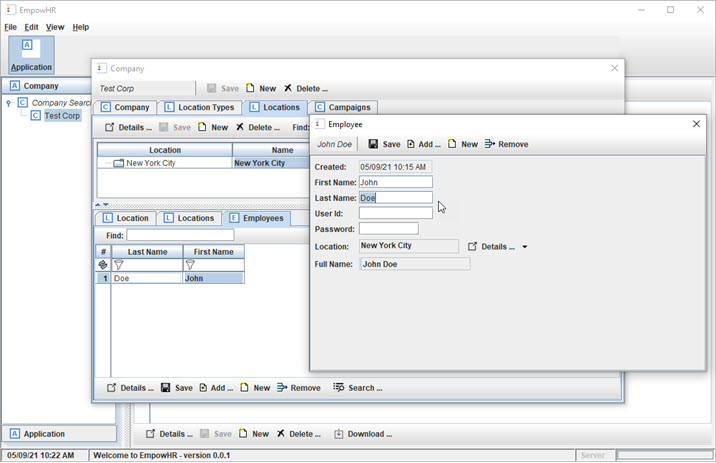 EmpowHR
File Edit View Help
Application
Company
Company Searc
Test Corp
Company
Test Corp Save New Delete ...
Company Location Types Locations Campaigns
Details ... Save New Delete ... Find:
Location Name
New York City New York City
Location Locations Employees
Find:
# Last Name First Name
1 Doe John
Details ... Save Add ... New Remove Search ...
Employee
John Doe Save Add ... New Remove
Created: 05/09/21 10:15 AM
First Name: John
Last Name: Doe
User Id:
Password:
Location: New York City Details ...
Full Name: John Doe
Application
Details ... Save New Delete ... Download ...
05/09/21 10:22 AM Welcome to EmpowHR - version 0.0.1 Server